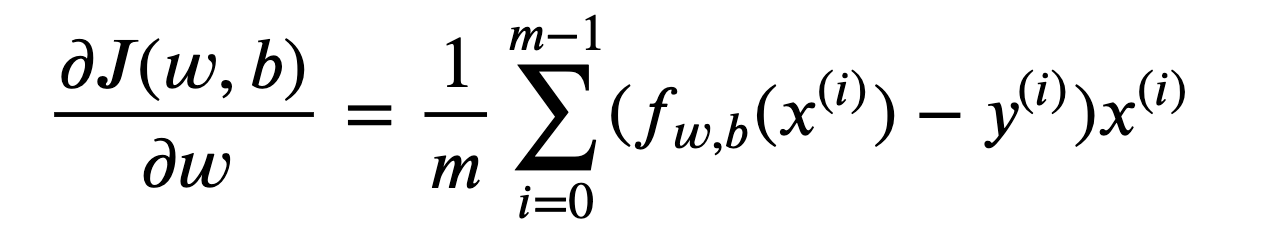 ∂J(w, b)/∂w = 1/m ∑_{i=0}^{m−1} (f_{w,b}(x^{(i)}) − y^{(i)})x^{(i)}